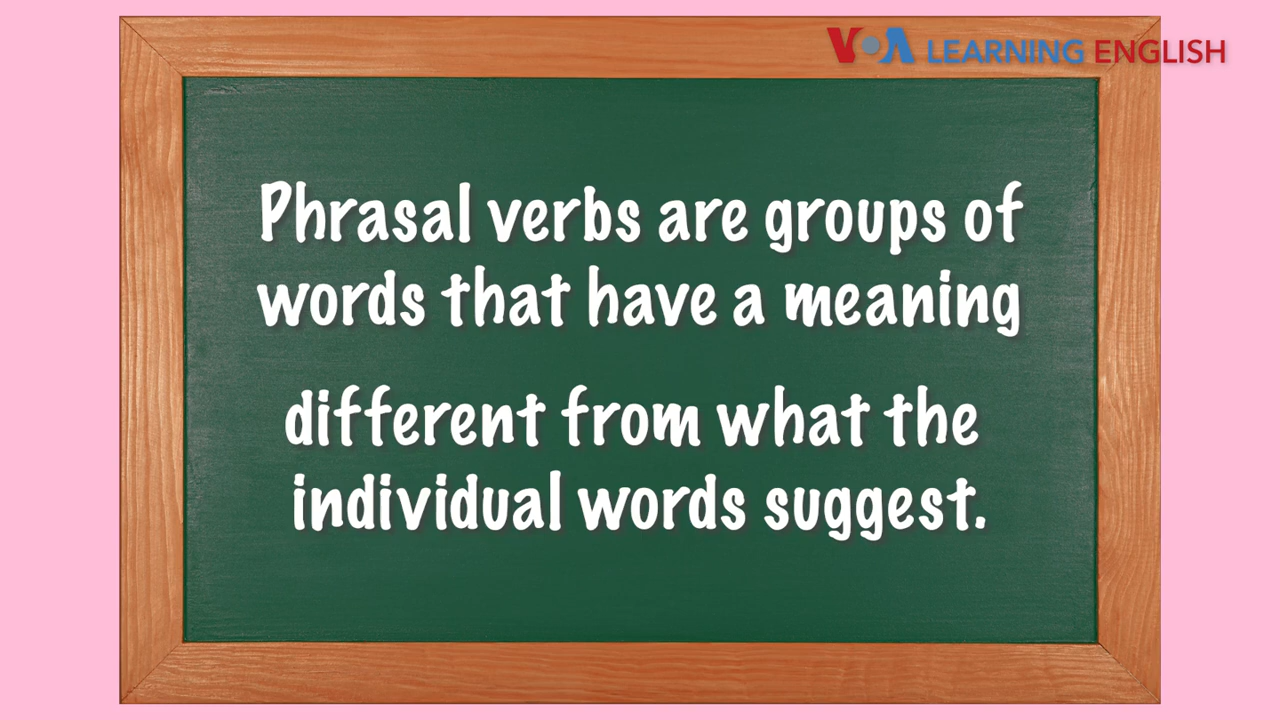 VOA LEARNING ENGLISH
Phrasal verbs are groups of
words that have a meaning
different from what the
individual words suggest.